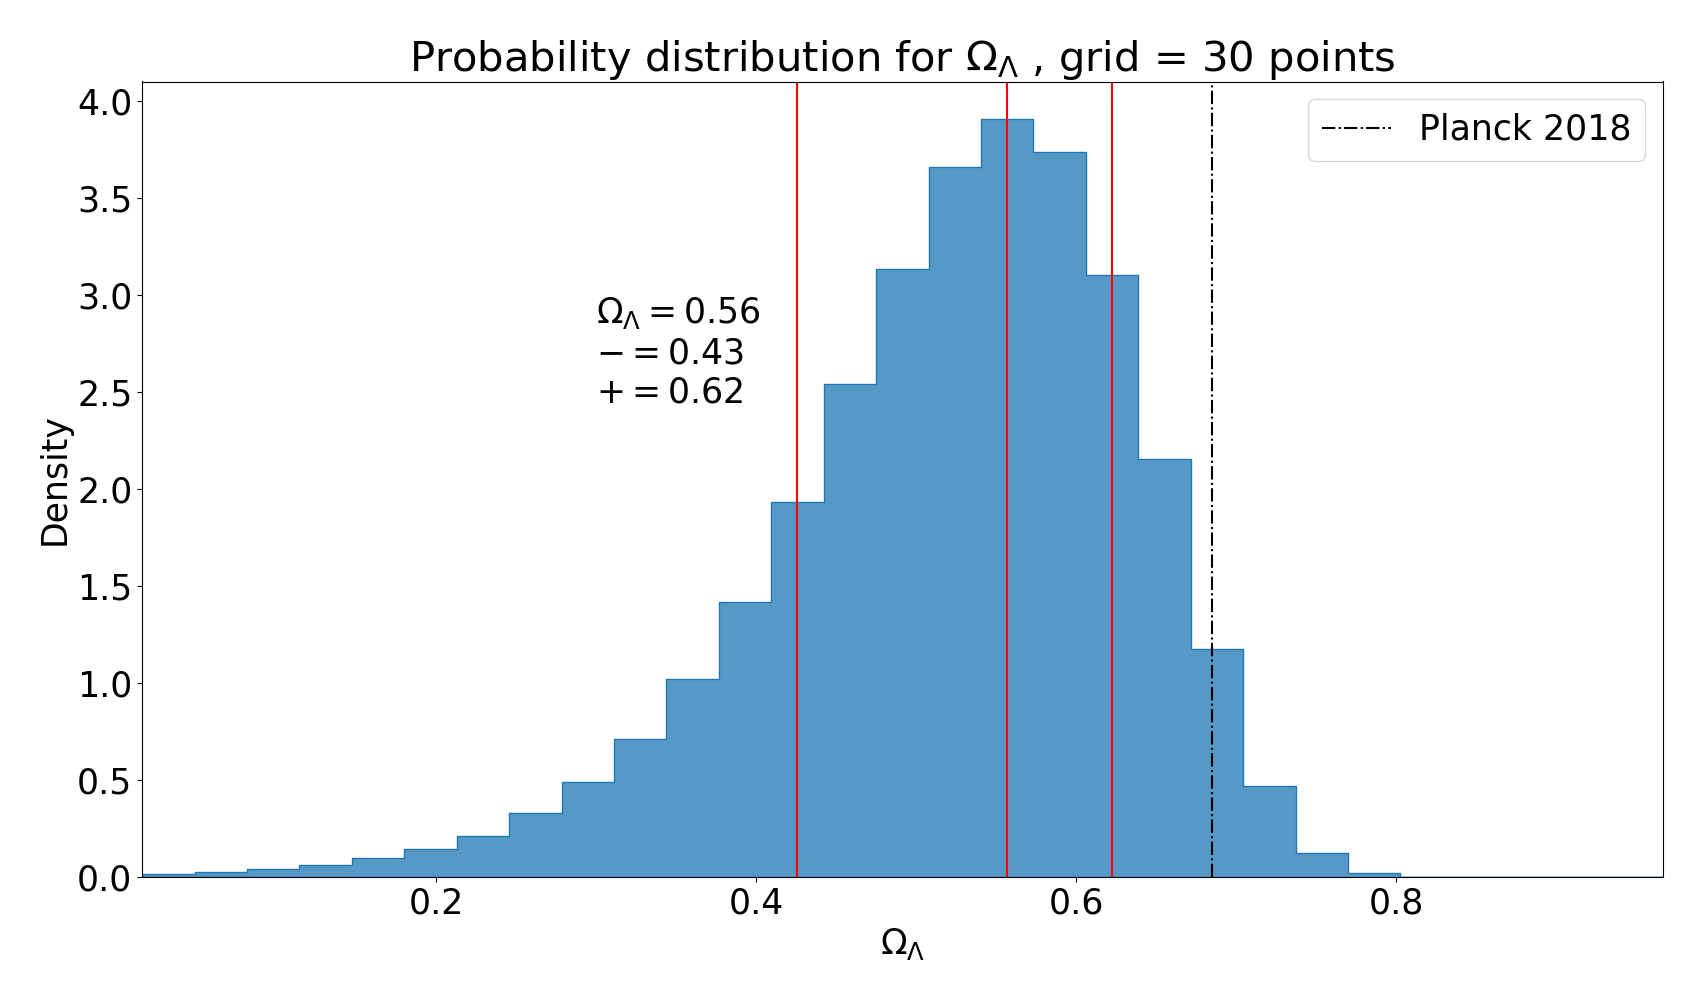 Probability distribution for Ω_Λ , grid = 30 points
Planck 2018
Ω_Λ = 0.56
− = 0.43
+ = 0.62
Density
4.0
3.5
3.0
2.5
2.0
1.5
1.0
0.5
0.0
0.2 0.4 0.6 0.8
Ω_Λ